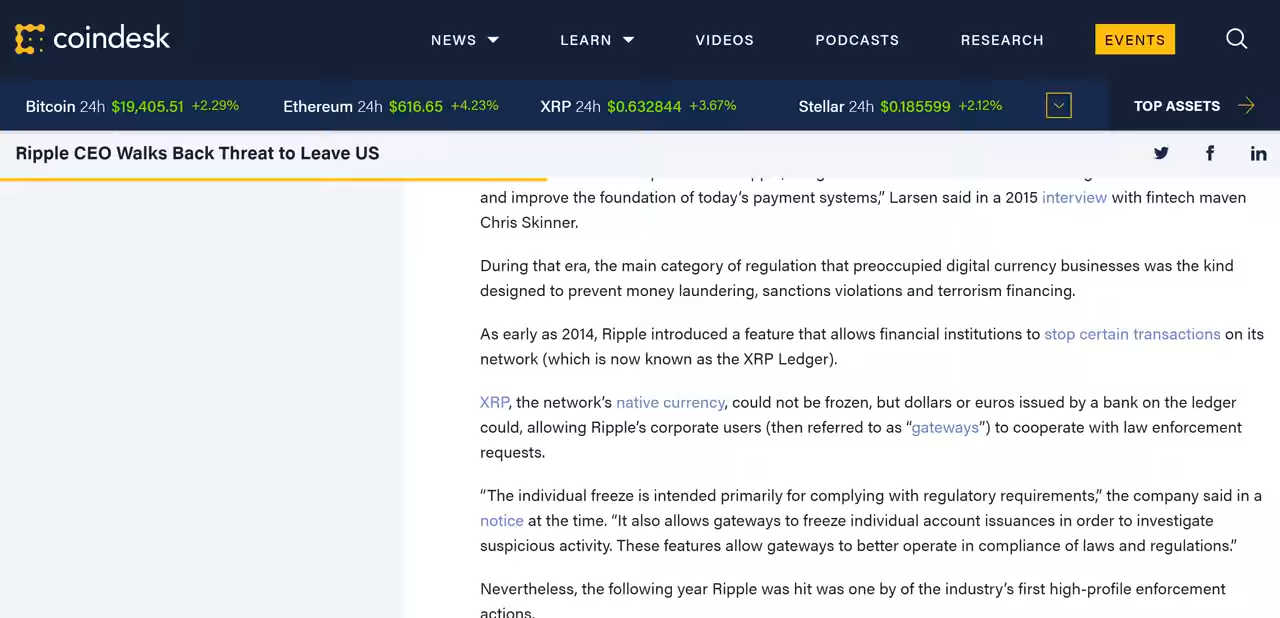 coindesk
NEWS LEARN VIDEOS PODCASTS RESEARCH EVENTS
Bitcoin 24h $19,405.51 +2.29% Ethereum 24h $616.65 +4.23% XRP 24h $0.632844 +3.67% Stellar 24h $0.185599 +2.12% TOP ASSETS
Ripple CEO Walks Back Threat to Leave US
and improve the foundation of today’s payment systems,” Larsen said in a 2015 interview with fintech maven
Chris Skinner.
During that era, the main category of regulation that preoccupied digital currency businesses was the kind
designed to prevent money laundering, sanctions violations and terrorism financing.
As early as 2014, Ripple introduced a feature that allows financial institutions to stop certain transactions on its
network (which is now known as the XRP Ledger).
XRP, the network’s native currency, could not be frozen, but dollars or euros issued by a bank on the ledger
could, allowing Ripple’s corporate users (then referred to as “gateways”) to cooperate with law enforcement
requests.
“The individual freeze is intended primarily for complying with regulatory requirements,” the company said in a
notice at the time. “It also allows gateways to freeze individual account issuances in order to investigate
suspicious activity. These features allow gateways to better operate in compliance of laws and regulations.”
Nevertheless, the following year Ripple was hit was one by of the industry’s first high-profile enforcement
actions.